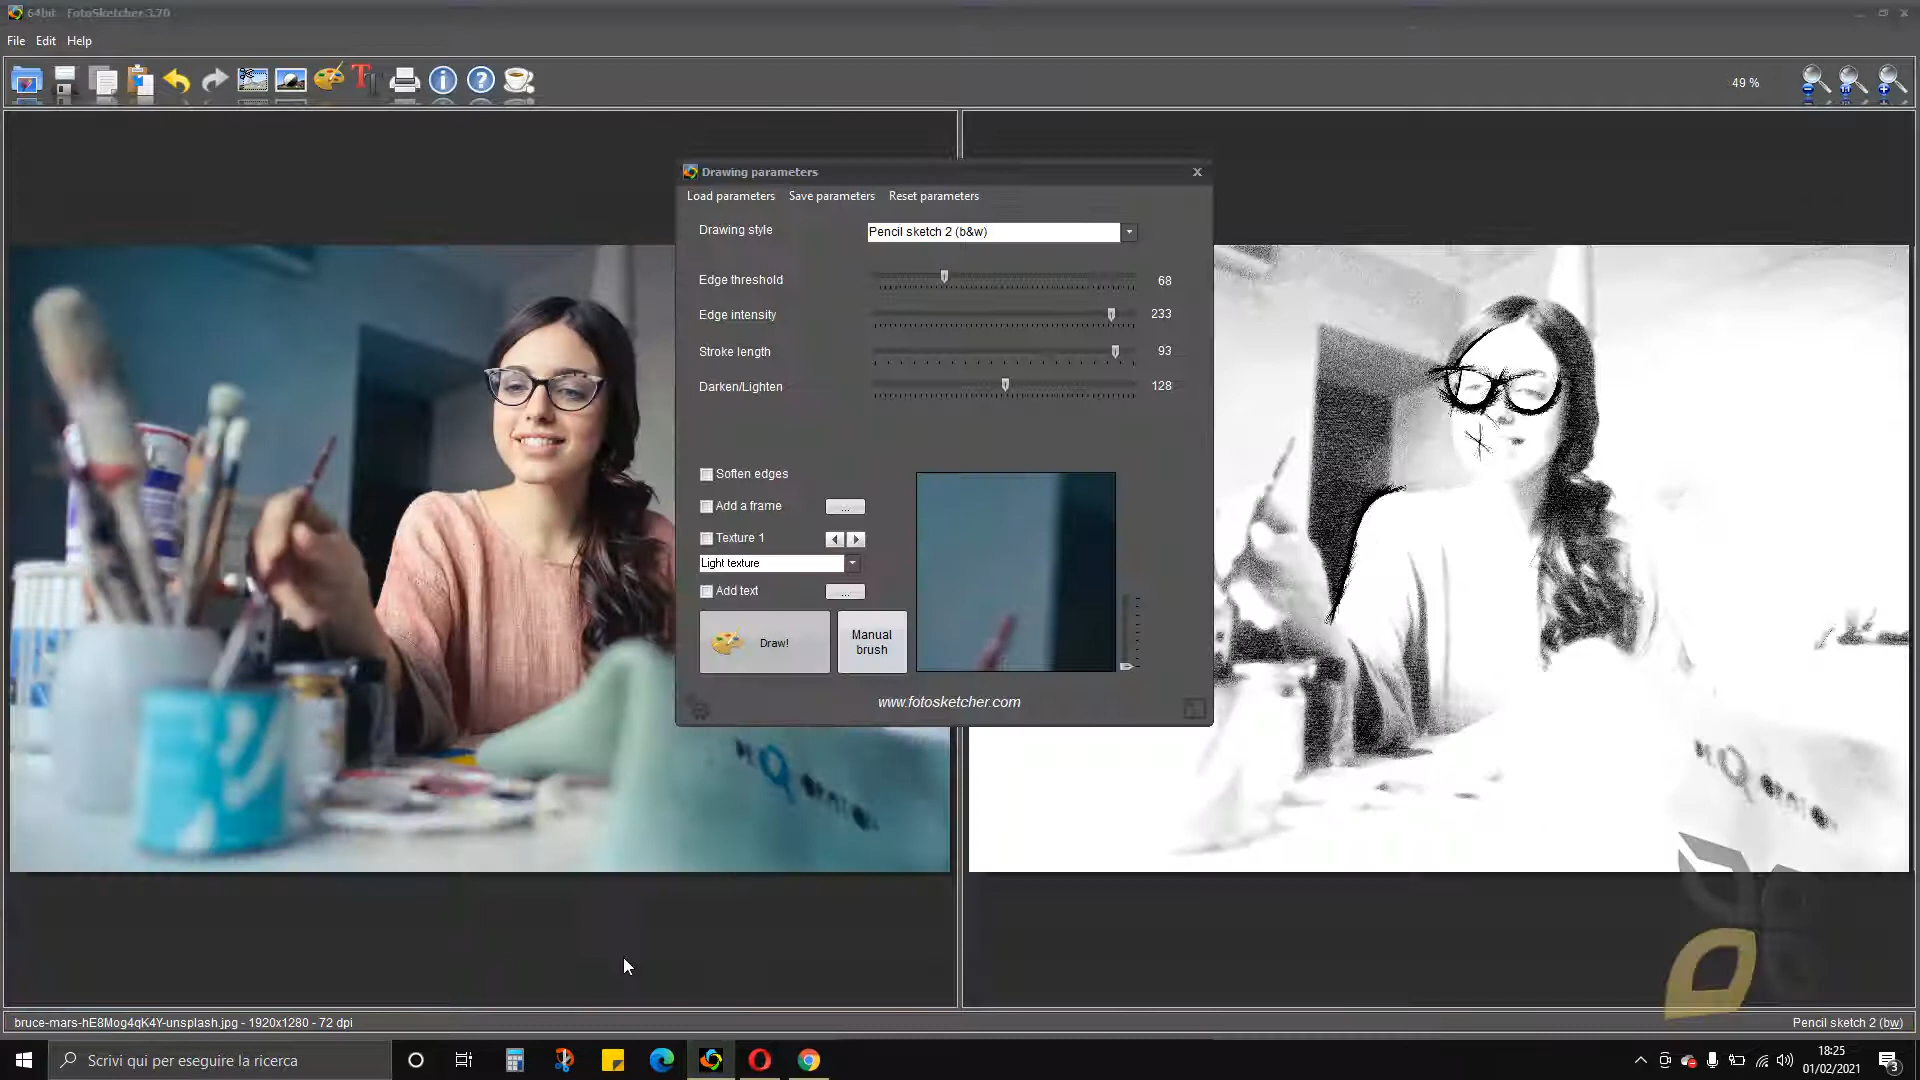 64bit FotoSketcher 3.70
File Edit Help
49 %
Drawing parameters
Load parameters Save parameters Reset parameters
Drawing style Pencil sketch 2 (b&w)
Edge threshold 68
Edge intensity 233
Stroke length 93
Darken/Lighten 128
Soften edges
Add a frame ...
Texture 1
Light texture
Add text ...
Draw!
Manual
brush
www.fotosketcher.com
bruce-mars-hE8Mog4qK4Y-unsplash.jpg - 1920x1280 - 72 dpi
Pencil sketch 2 (bw)
Scrivi qui per eseguire la ricerca
18:25
01/02/2021
3